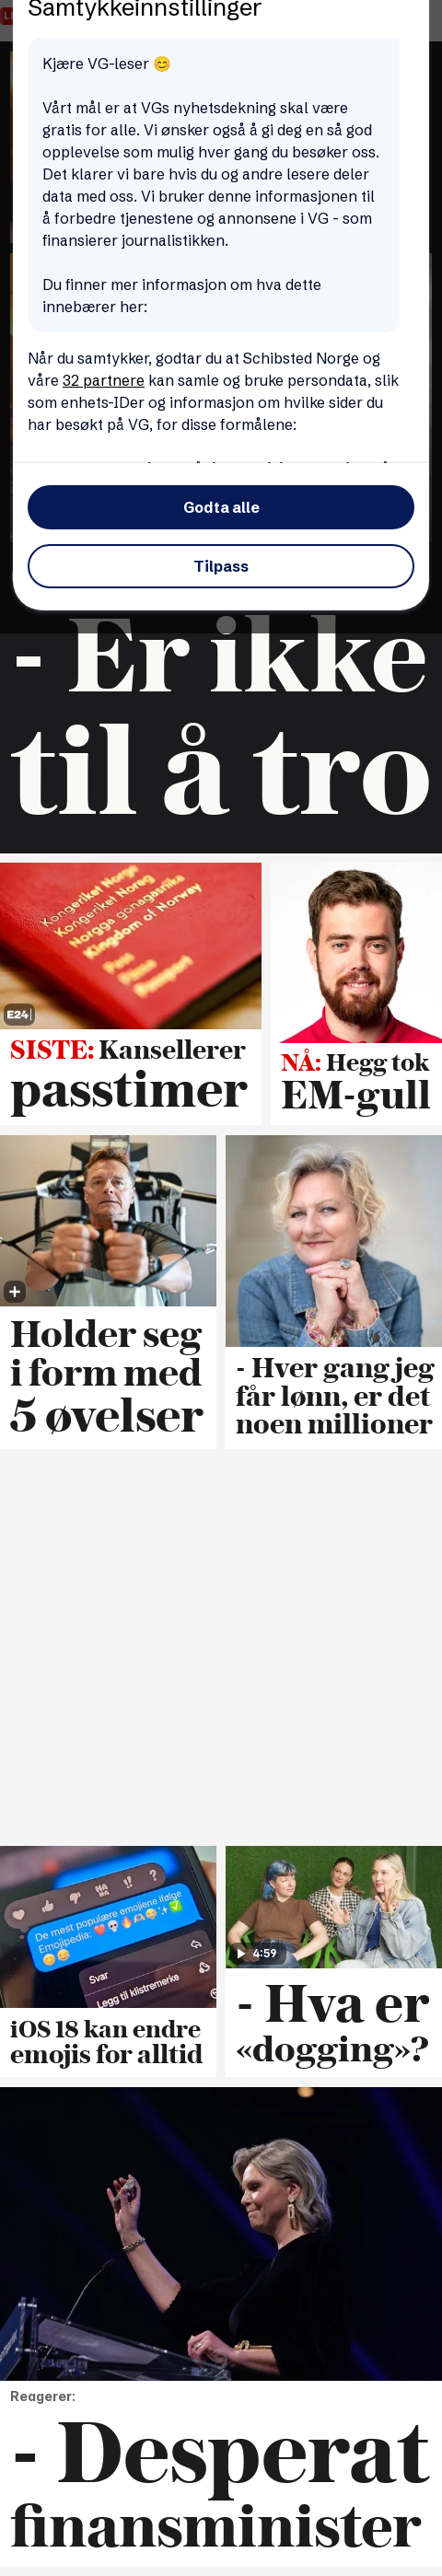 Samtykkeinnstillinger
Kjære VG-leser 😊
Vårt mål er at VGs nyhetsdekning skal være
gratis for alle. Vi ønsker også å gi deg en så god
opplevelse som mulig hver gang du besøker oss.
Det klarer vi bare hvis du og andre lesere deler
data med oss. Vi bruker denne informasjonen til
å forbedre tjenestene og annonsene i VG - som
finansierer journalistikken.
Du finner mer informasjon om hva dette
innebærer her:
Når du samtykker, godtar du at Schibsted Norge og
våre 32 partnere kan samle og bruke persondata, slik
som enhets-IDer og informasjon om hvilke sider du
har besøkt på VG, for disse formålene:
Godta alle
Tilpass
- Er ikke
til å tro
Kongeriket Norge
Kongeriket Noreg
Norgga gonagasriika
Kingdom of Norway
Pass
Passport
E24
SISTE: Kansellerer
passtimer
NÅ: Hegg tok
EM-gull
Holder seg
i form med
5 øvelser
- Hver gang jeg
får lønn, er det
noen millioner
De mest populære emojiene ifølge
Emojipedia:
Svar
Legg til klistremerke
4:59
iOS 18 kan endre
emojis for alltid
- Hva er
«dogging»?
Reagerer:
- Desperat
finansminister